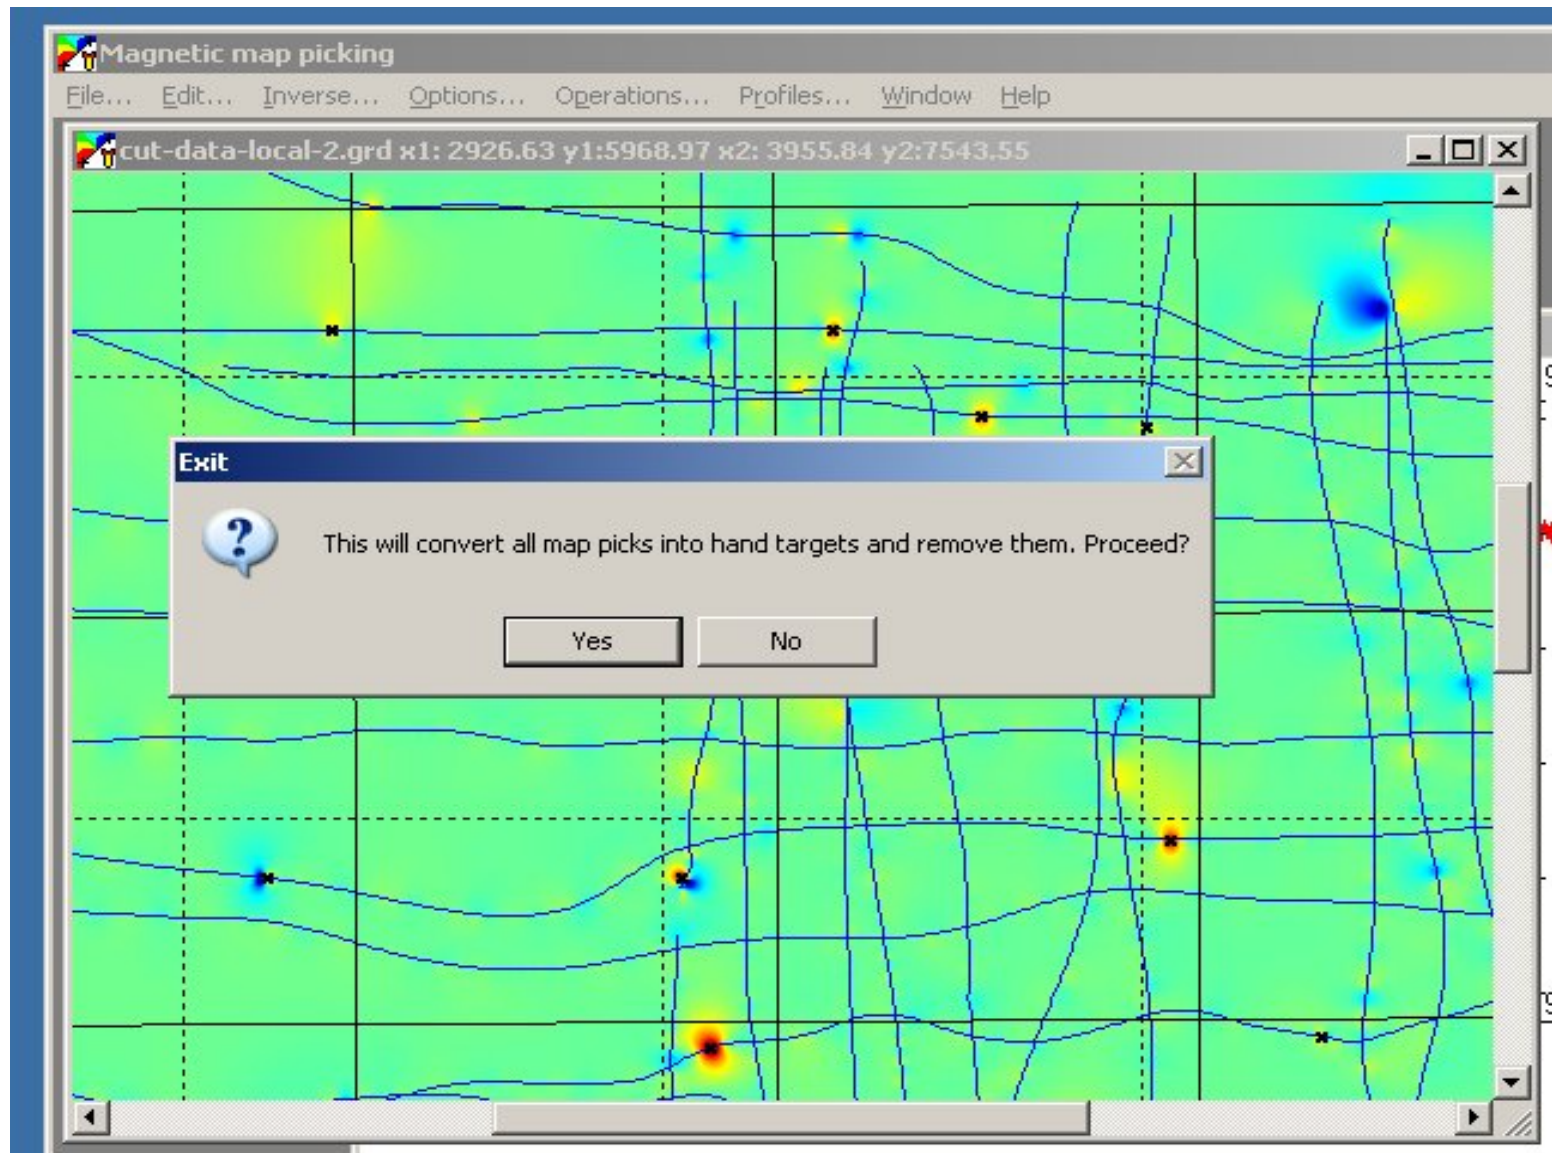 Magnetic map picking
File... Edit... Inverse... Options... Operations... Profiles... Window Help
cut-data-local-2.grd x1: 2926.63 y1:5968.97 x2: 3955.84 y2:7543.55
Exit
This will convert all map picks into hand targets and remove them. Proceed?
Yes No